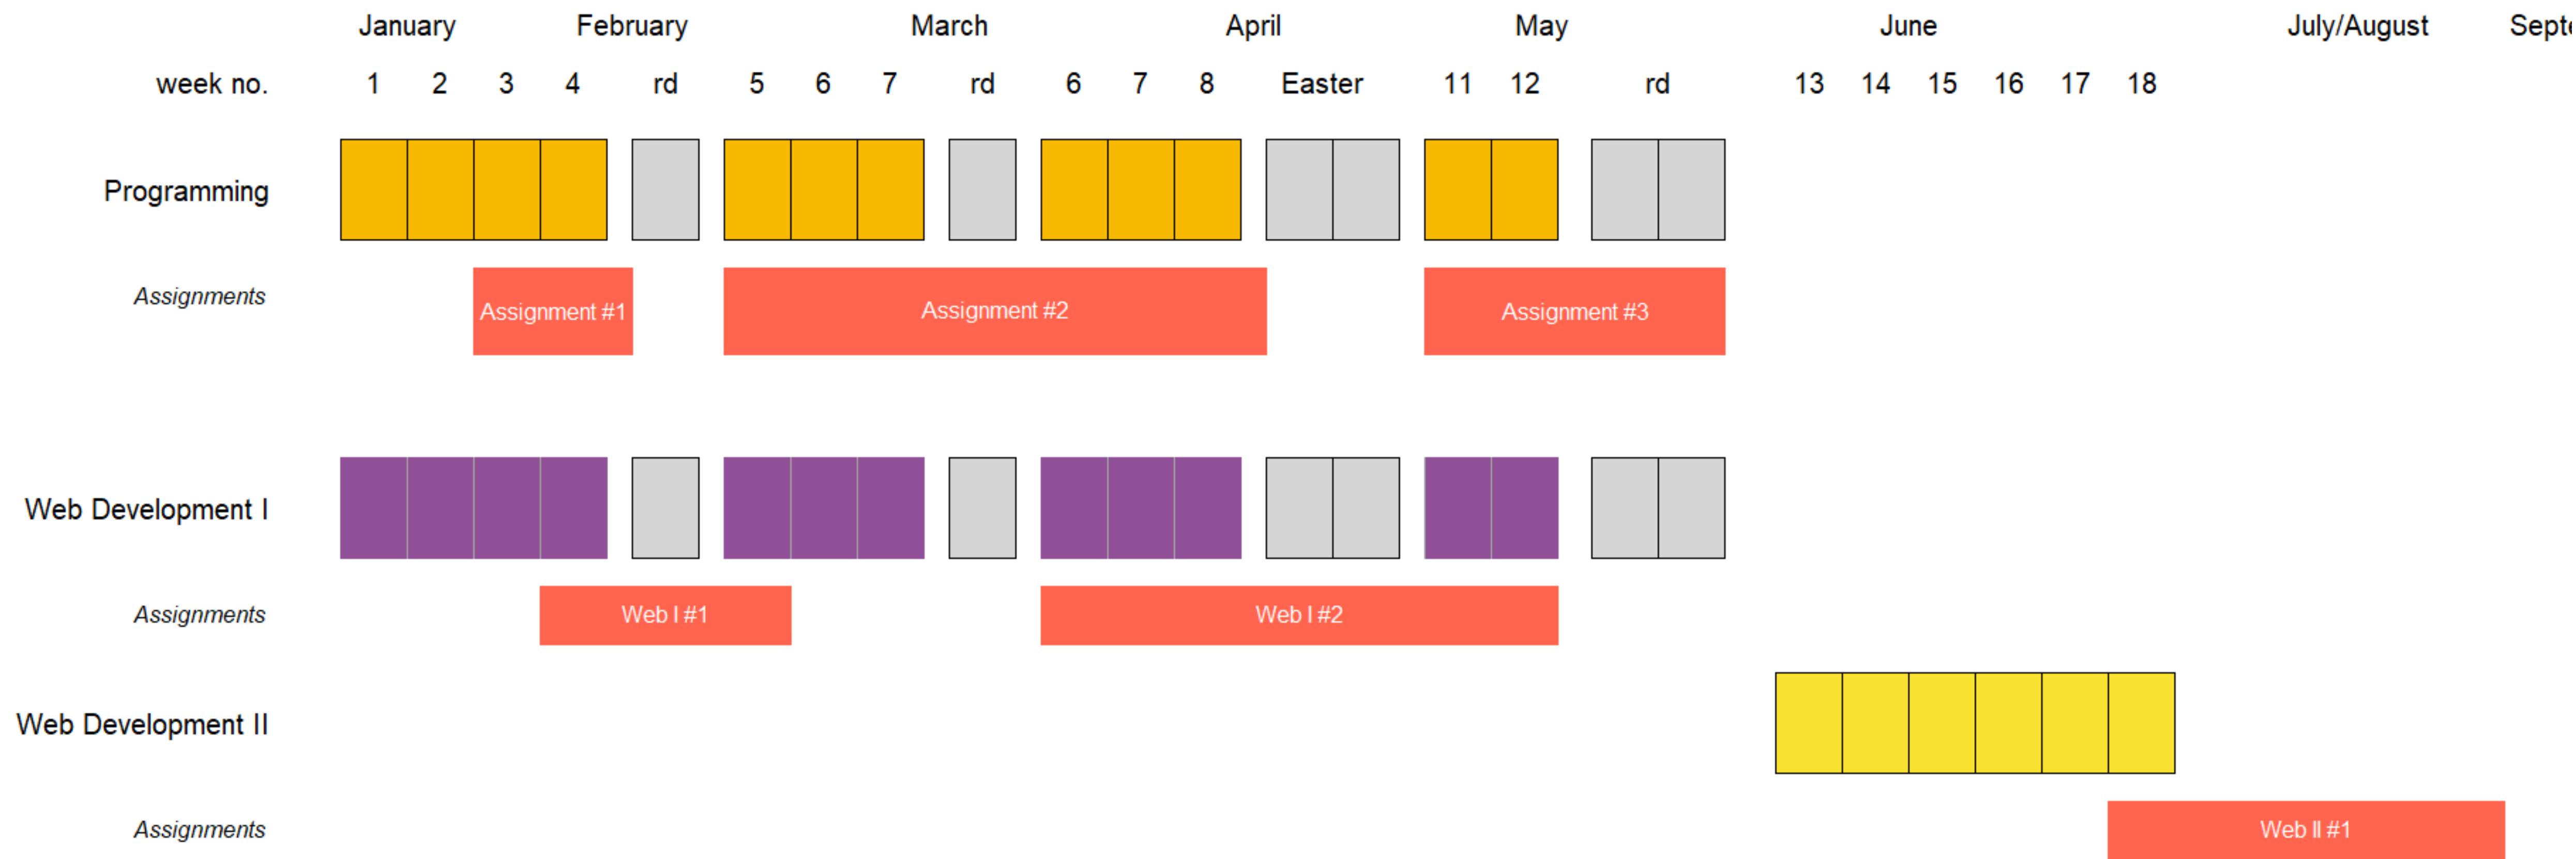 January February March April May June July/August Septe
week no. 1 2 3 4 rd 5 6 7 rd 6 7 8 Easter 11 12 rd 13 14 15 16 17 18
Programming
Assignments Assignment #1 Assignment #2 Assignment #3
Web Development I
Assignments Web I #1 Web I #2
Web Development II
Assignments Web II #1